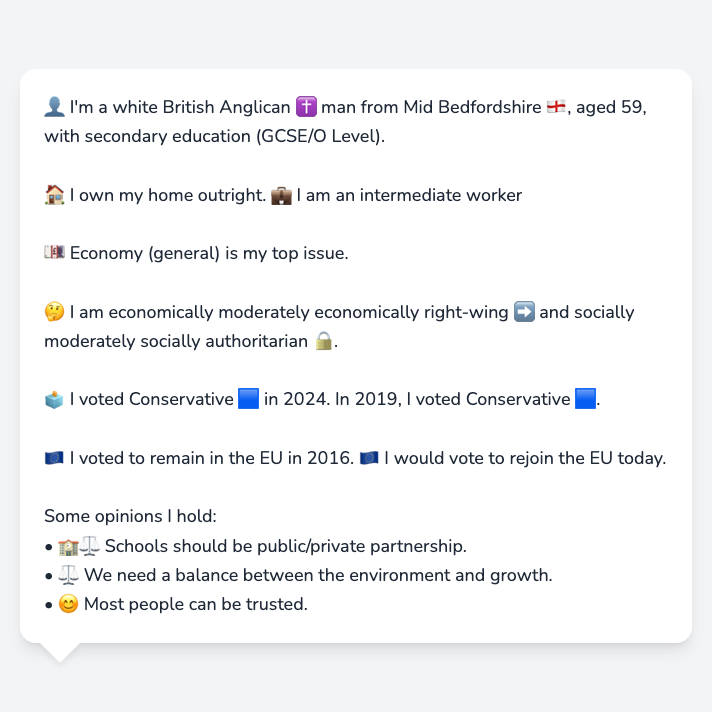 👤 I'm a white British Anglican ✝️ man from Mid Bedfordshire 🏴󠁧󠁢󠁥󠁮󠁧󠁿, aged 59,
with secondary education (GCSE/O Level).
🏠 I own my home outright. 💼 I am an intermediate worker
💷 Economy (general) is my top issue.
🤔 I am economically moderately economically right-wing ➡️ and socially
moderately socially authoritarian 🔒.
🗳️ I voted Conservative 🟦 in 2024. In 2019, I voted Conservative 🟦.
🇪🇺 I voted to remain in the EU in 2016. 🇪🇺 I would vote to rejoin the EU today.
Some opinions I hold:
• 🏫⚖️ Schools should be public/private partnership.
• ⚖️ We need a balance between the environment and growth.
• 😊 Most people can be trusted.